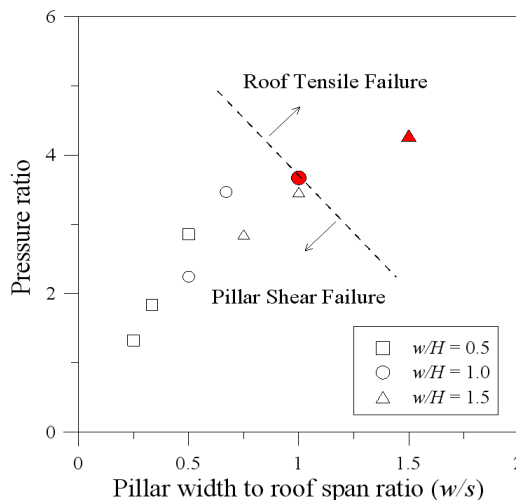 6
4
2
0
Pressure ratio
Roof Tensile Failure
Pillar Shear Failure
w/H = 0.5
w/H = 1.0
w/H = 1.5
0 0.5 1 1.5 2
Pillar width to roof span ratio (w/s)